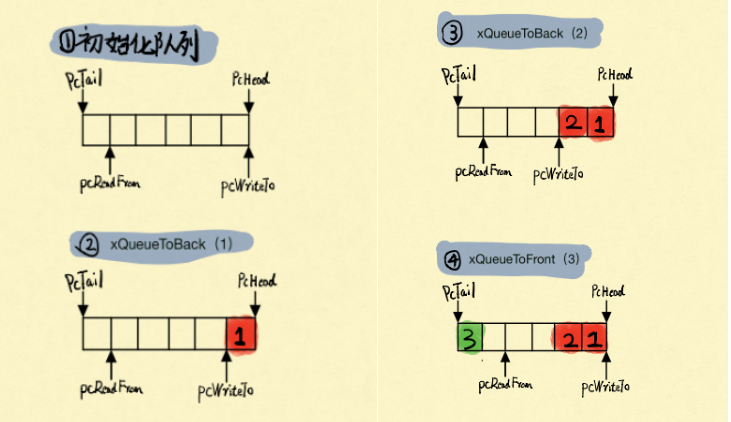 ①初始化队列
PcTail PcHead
pcReadFrom pcWriteTo
② xQueueToBack (1)
PcTail PcHead
1
pcReadFrom pcWriteTo
③ xQueueToBack (2)
PcTail PcHead
2 1
pcReadFrom pcWriteTo
④ xQueueToFront (3)
PcTail PcHead
3 2 1
pcReadFrom pcWriteTo